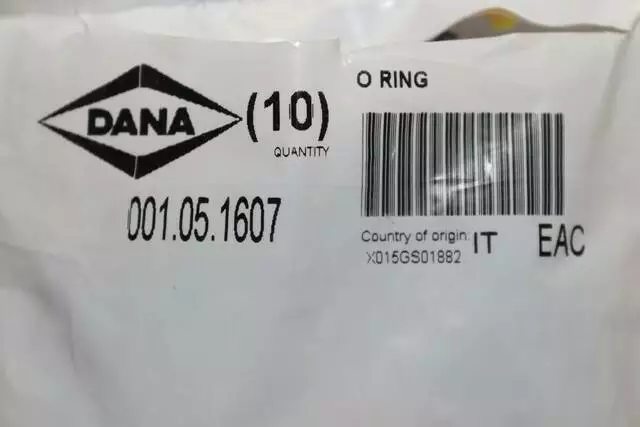 DANA
(10)
QUANTITY
001.05.1607
O RING
Country of origin: IT
X015GS01882
EAC